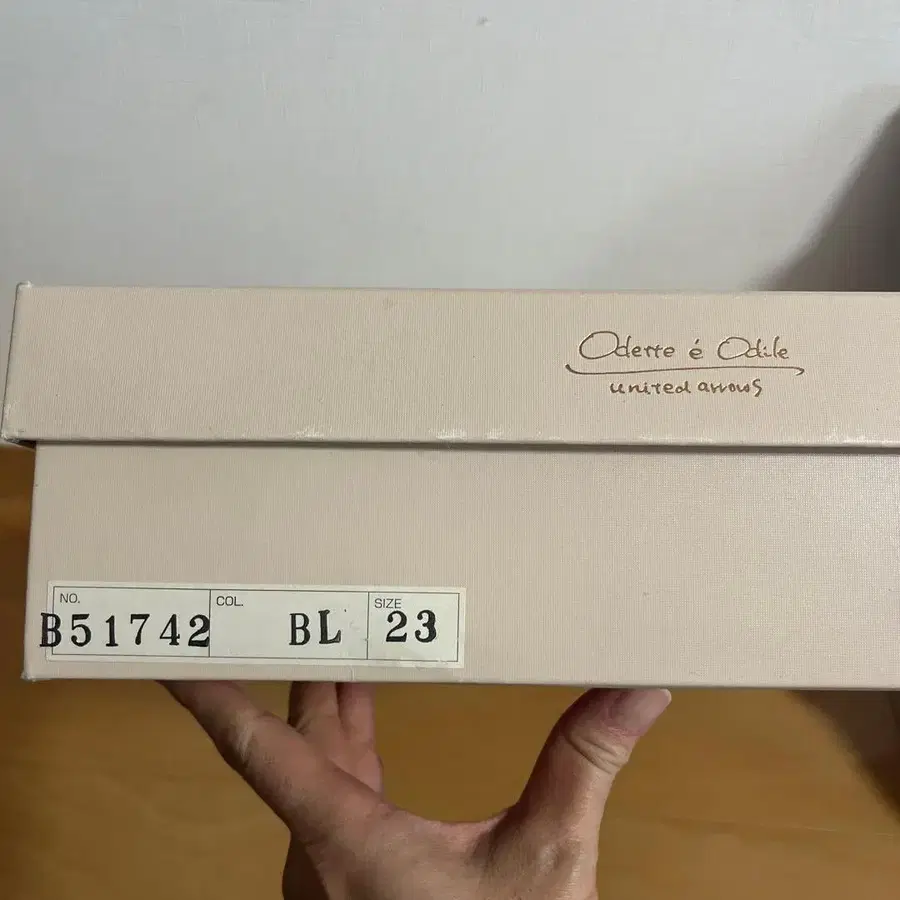 Odette é Odile
united arrows
NO. COL. SIZE
B51742 BL 23